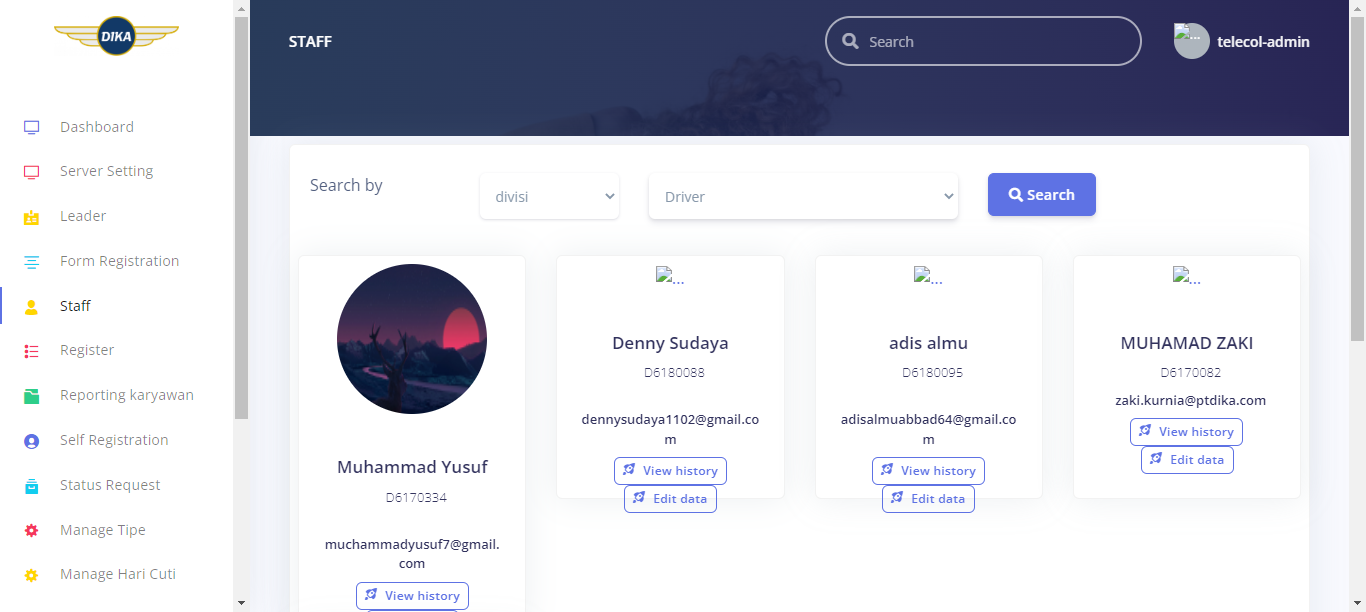 DIKA
STAFF
Search
...
telecol-admin
Dashboard
Server Setting
Leader
Form Registration
Staff
Register
Reporting karyawan
Self Registration
Status Request
Manage Tipe
Manage Hari Cuti
Search by
divisi
Driver
Search
Muhammad Yusuf
D6170334
muchammadyusuf7@gmail.
com
View history
...
Denny Sudaya
D6180088
dennysudaya1102@gmail.co
m
View history
Edit data
...
adis almu
D6180095
adisalmuabbad64@gmail.co
m
View history
Edit data
...
MUHAMAD ZAKI
D6170082
zaki.kurnia@ptdika.com
View history
Edit data